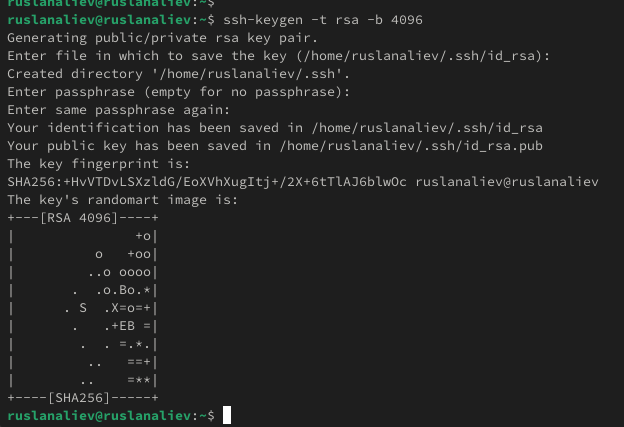 ruslanaliev@ruslanaliev:~$
ruslanaliev@ruslanaliev:~$ ssh-keygen -t rsa -b 4096
Generating public/private rsa key pair.
Enter file in which to save the key (/home/ruslanaliev/.ssh/id_rsa):
Created directory '/home/ruslanaliev/.ssh'.
Enter passphrase (empty for no passphrase):
Enter same passphrase again:
Your identification has been saved in /home/ruslanaliev/.ssh/id_rsa
Your public key has been saved in /home/ruslanaliev/.ssh/id_rsa.pub
The key fingerprint is:
SHA256:+HvVTDvLSXzldG/EoXVhXugItj+/2X+6tTlAJ6blwOc ruslanaliev@ruslanaliev
The key's randomart image is:
+---[RSA 4096]----+
|               +o|
|          o   +oo|
|         ..o oooo|
|       .  .o.Bo.*|
|      . S  .X=o=+|
|       .   .+EB =|
|        .  . =.*.|
|         ..   ==+|
|        ..    =**|
+----[SHA256]-----+
ruslanaliev@ruslanaliev:~$